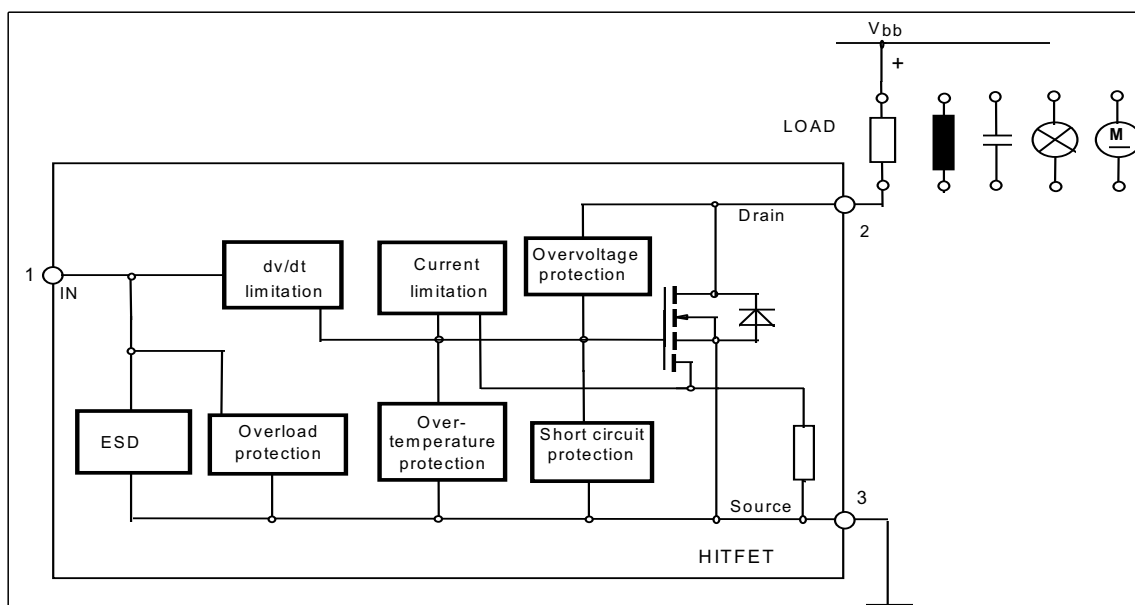 Vbb
+
LOAD
M
Drain
2
dv/dt
limitation
Current
limitation
Overvoltage
protection
1
IN
ESD
Overload
protection
Over-
temperature
protection
Short circuit
protection
Source
3
HITFET